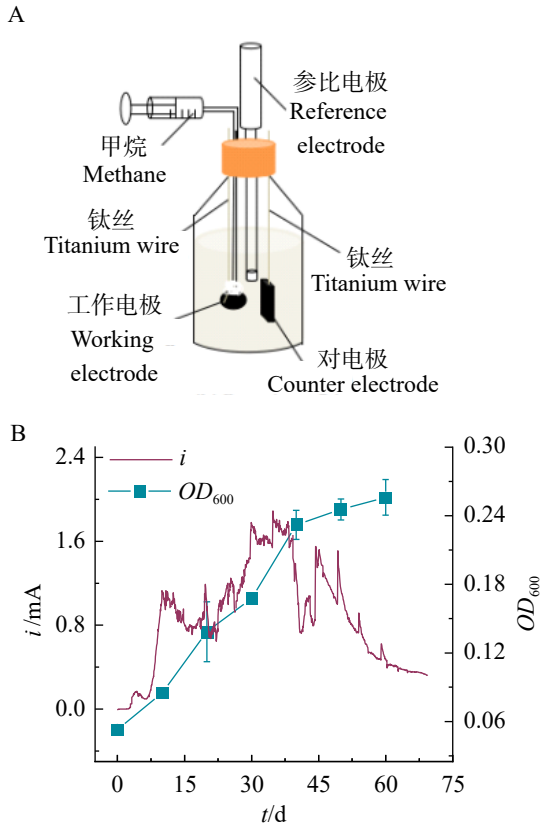 A
参比电极
Reference
electrode
甲烷
Methane
钛丝
Titanium wire
钛丝
Titanium wire
工作电极
Working
electrode
对电极
Counter electrode
B
i
OD600
2.4
1.6
0.8
0.0
i/mA
0.30
0.24
0.18
0.12
0.06
OD600
0
15
30
45
60
75
t/d